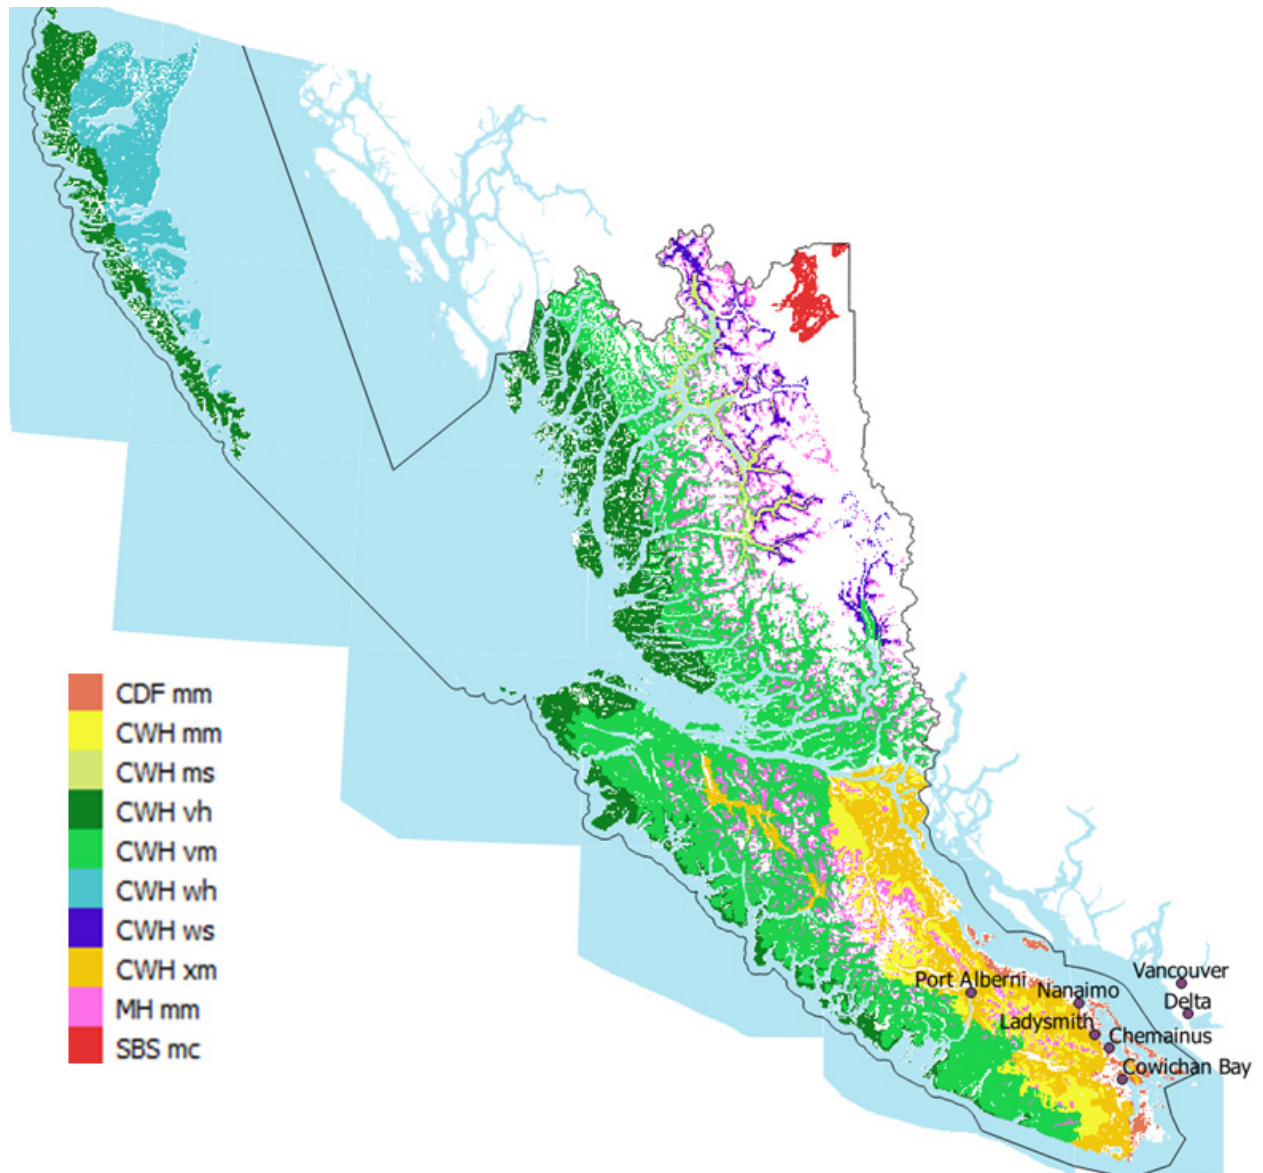 CDF mm
CWH mm
CWH ms
CWH vh
CWH vm
CWH wh
CWH ws
CWH xm
MH mm
SBS mc
Vancouver
Port Alberni
Nanaimo
Delta
Ladysmith
Chemainus
Cowichan Bay